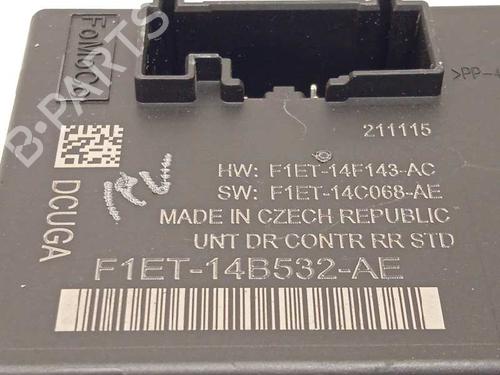 FoMoCo
>PP-
211115
HW: F1ET-14F143-AC
SW: F1ET-14C068-AE
DCUGA
MADE IN CZECH REPUBLIC
UNT DR CONTR RR STD
F1ET-14B532-AE
B-PARTS